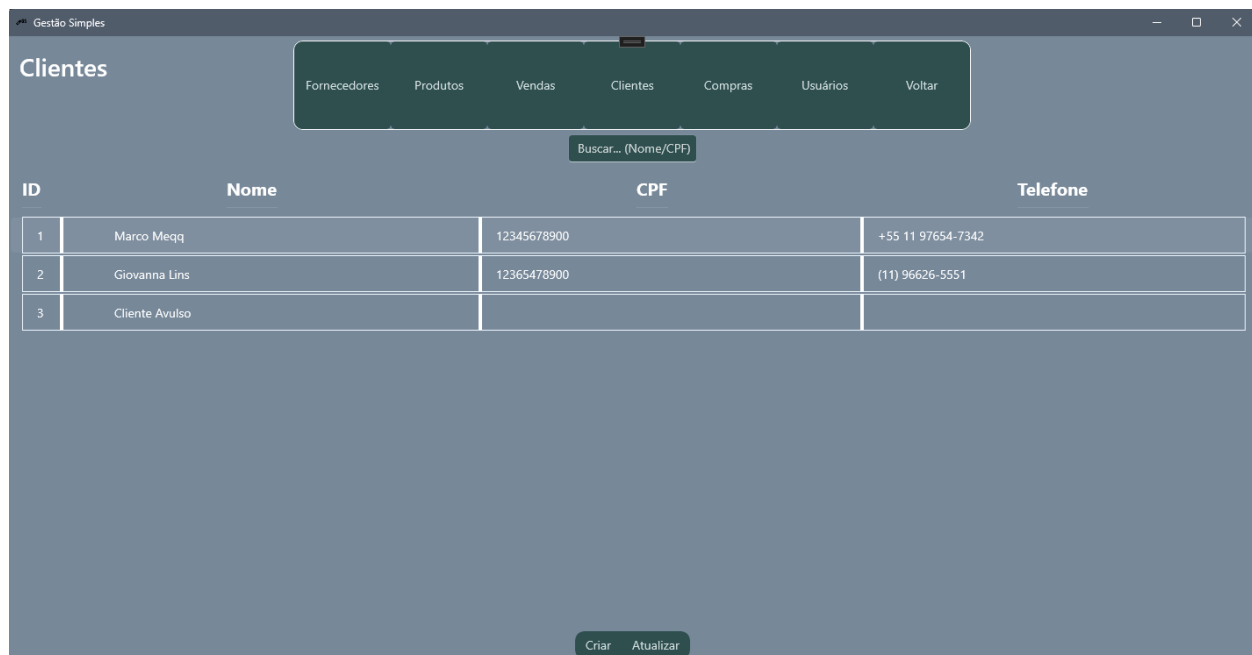 Gestão Simples
Clientes
Fornecedores Produtos Vendas Clientes Compras Usuários Voltar
Buscar... (Nome/CPF)
ID Nome CPF Telefone
1 Marco Meqq 12345678900 +55 11 97654-7342
2 Giovanna Lins 12365478900 (11) 96626-5551
3 Cliente Avulso
Criar Atualizar